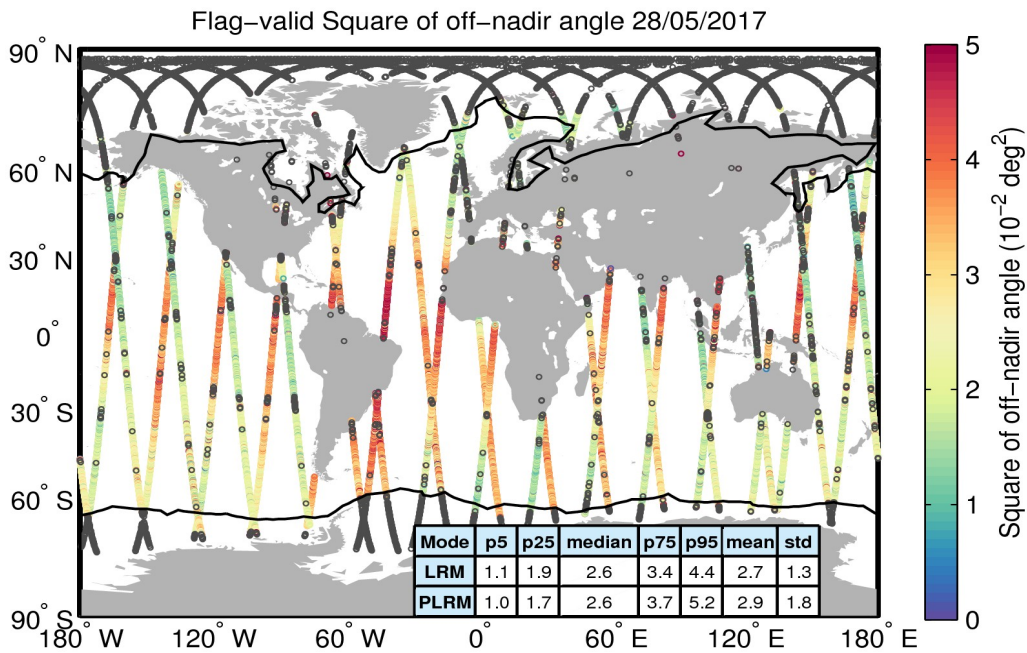 Flag−valid Square of off−nadir angle 28/05/2017
90° N
60° N
30° N
0°
30° S
60° S
90° S
180° W
120° W
60° W
0°
60° E
120° E
180° E
Mode p5 p25 median p75 p95 mean std
LRM 1.1 1.9 2.6 3.4 4.4 2.7 1.3
PLRM 1.0 1.7 2.6 3.7 5.2 2.9 1.8
5
4
3
2
1
0
Square of off−nadir angle (10⁻² deg²)